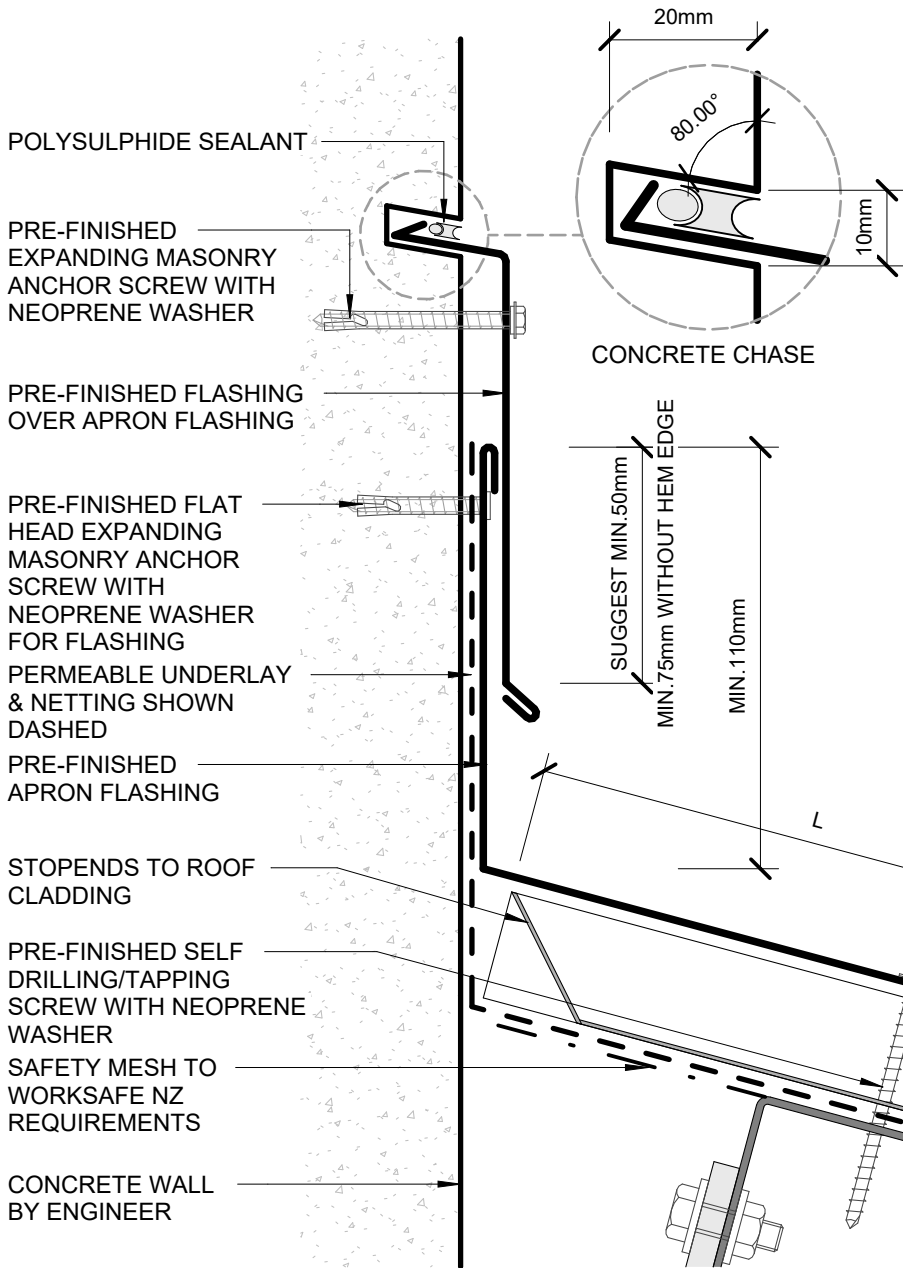 20mm
80.00°
10mm
CONCRETE CHASE
POLYSULPHIDE SEALANT
PRE-FINISHED
EXPANDING MASONRY
ANCHOR SCREW WITH
NEOPRENE WASHER
PRE-FINISHED FLASHING
OVER APRON FLASHING
PRE-FINISHED FLAT
HEAD EXPANDING
MASONRY ANCHOR
SCREW WITH
NEOPRENE WASHER
FOR FLASHING
PERMEABLE UNDERLAY
& NETTING SHOWN
DASHED
PRE-FINISHED
APRON FLASHING
STOPENDS TO ROOF
CLADDING
PRE-FINISHED SELF
DRILLING/TAPPING
SCREW WITH NEOPRENE
WASHER
SAFETY MESH TO
WORKSAFE NZ
REQUIREMENTS
CONCRETE WALL
BY ENGINEER
SUGGEST MIN.50mm
MIN.75mm WITHOUT HEM EDGE
MIN.110mm
L